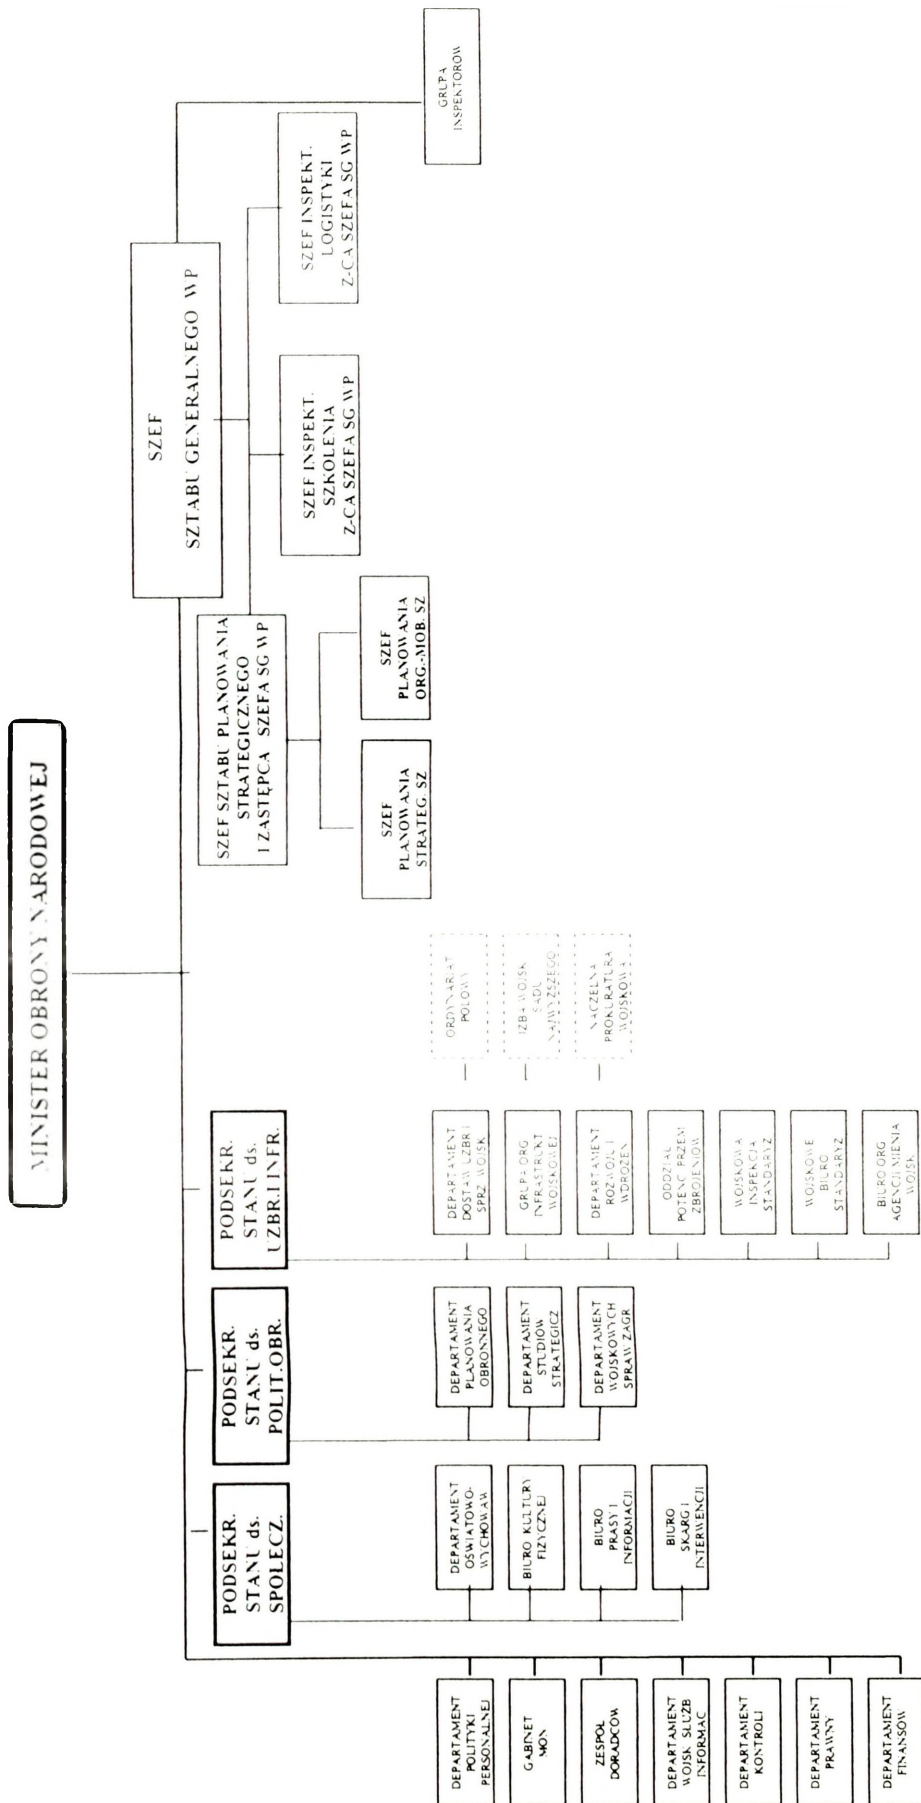 MINISTER OBRONY NARODOWEJ
SZEF
SZTABU GENERALNEGO WP
GRUPA
INSPEKTORÓW
SZEF SZTABU PLANOWANIA
STRATEGICZNEGO
I ZASTĘPCA SZEFA SG WP
SZEF INSPEKT.
SZKOLENIA
Z-CA SZEFA SG WP
SZEF INSPEKT.
LOGISTYKI
Z-CA SZEFA SG WP
SZEF
PLANOWANIA
STRATEG. SZ
SZEF
PLANOWANIA
ORG.-MOB. SZ
PODSEKR.
STANU ds.
SPOŁECZ.
PODSEKR.
STANU ds.
POLIT.OBR.
PODSEKR.
STANU ds.
UZBR.I INFR.
DEPARTAMENT
POLITYKI
PERSONALNEJ
GABINET
MON
ZESPÓŁ
DORADCÓW
DEPARTAMENT
WOJSK SŁUŻB
INFORMAC
DEPARTAMENT
KONTROLI
DEPARTAMENT
PRAWNY
DEPARTAMENT
FINANSÓW
DEPARTAMENT
OŚWIATOWO-
WYCHOWAW
BIURO KULTURY
FIZYCZNEJ
BIURO
PRASY I
INFORMACJI
BIURO
SKARG I
INTERWENCJI
DEPARTAMENT
PLANOWANIA
OBRONNEGO
DEPARTAMENT
STUDIÓW
STRATEGICZ
DEPARTAMENT
WOJSKOWYCH
SPRAW ZAGR
DEPARTAMENT
DOSTAW UZBR I
SPRZ WOJSK
GRUPA ORG
INFRASTRUKT
WOJSKOWEJ
DEPARTAMENT
ROZWOJU I
WDROŻEŃ
ODDZIAŁ
POTENC PRZEM
ZBROJENIOW
WOJSKOWA
INSPEKCJA
STANDARYZ
WOJSKOWE
BIURO
STANDARYZ
BIURO ORG
AGENCJI MIENIA
WOJSK
ORDYNARIAT
POLOWY
IZBA WOJSK
SĄDU
NAJWYŻSZEGO
NACZELNA
PROKURATURA
WOJSKOWA